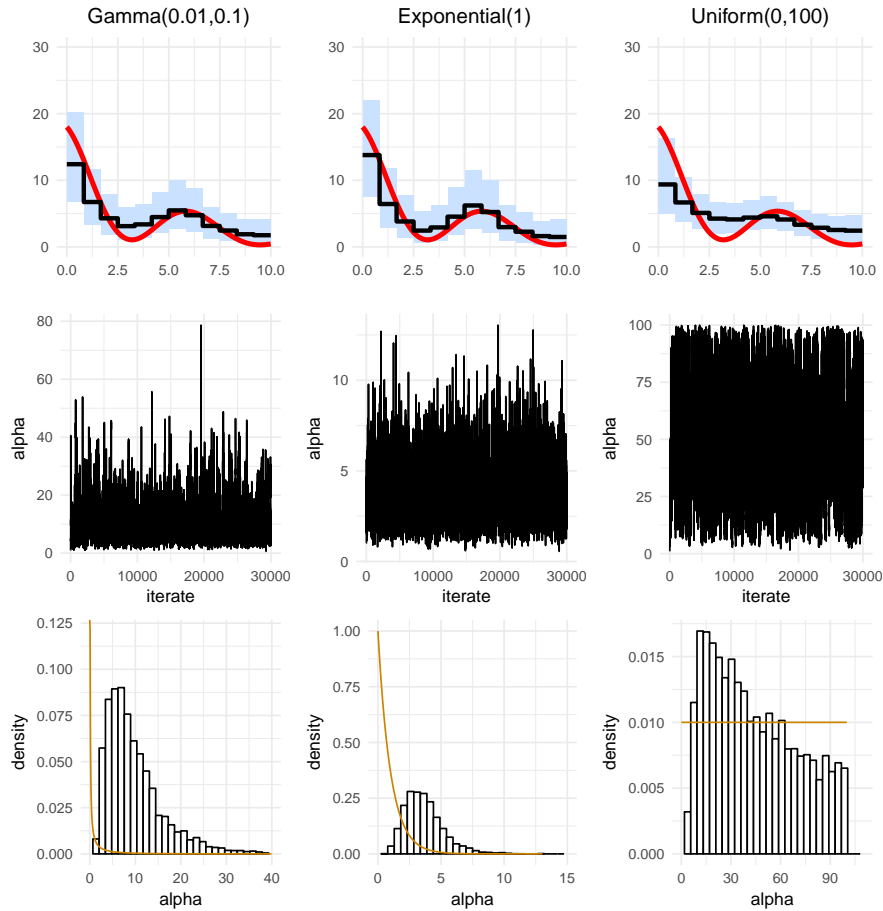 Gamma(0.01,0.1) Exponential(1) Uniform(0,100)
30 30 30
20 20 20
10 10 10
0 0 0
0.0 2.5 5.0 7.5 10.0 0.0 2.5 5.0 7.5 10.0 0.0 2.5 5.0 7.5 10.0
80 100
60 10 75
alpha 40 alpha alpha 50
5
20 25
0 0 0
0 10000 20000 30000 0 10000 20000 30000 0 10000 20000 30000
iterate iterate iterate
0.125 1.00
0.100 0.75 0.015
density 0.075 density 0.50 density 0.010
0.050
0.025 0.25 0.005
0.000 0.00 0.000
0 10 20 30 40 0 5 10 15 0 30 60 90
alpha alpha alpha